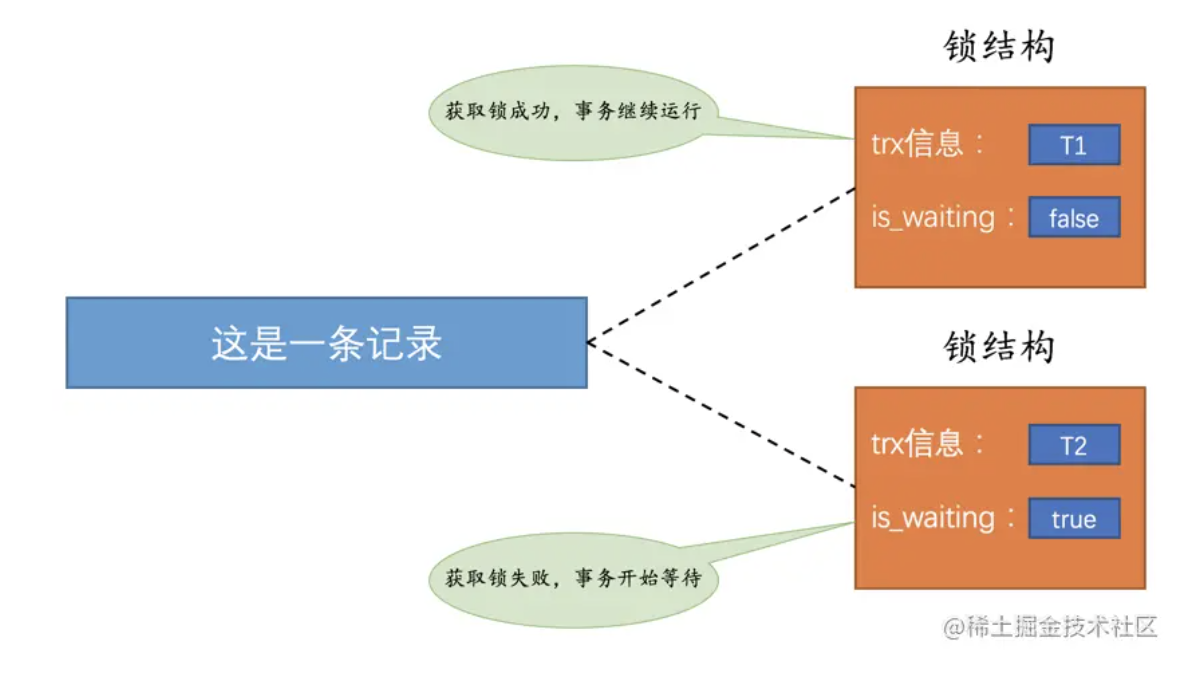 锁结构
获取锁成功，事务继续运行
trx信息： T1
is_waiting： false
这是一条记录
锁结构
trx信息： T2
is_waiting： true
获取锁失败，事务开始等待
@稀土掘金技术社区